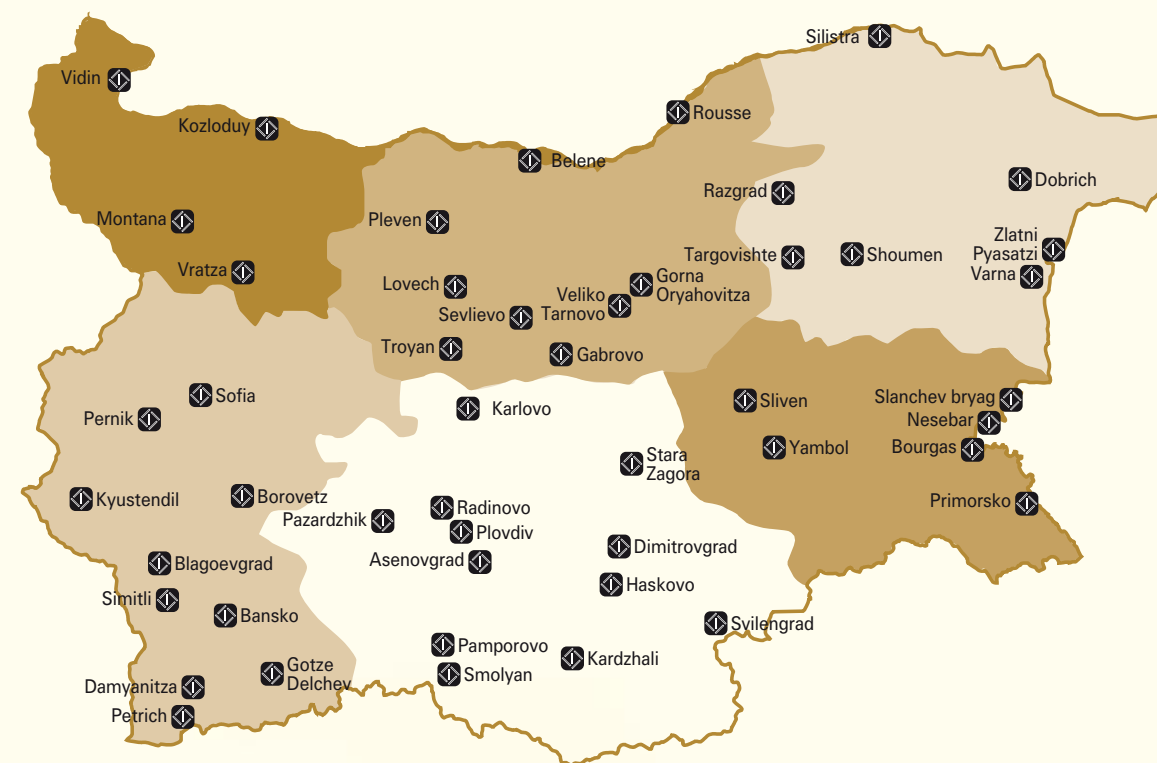 Silistra
Vidin
Rousse
Kozloduy
Belene
Dobrich
Razgrad
Montana
Pleven
Zlatni
Pyasatzi
Targovishte
Shoumen
Varna
Vratza
Lovech
Gorna
Oryahovitza
Veliko
Tarnovo
Sevlievo
Troyan
Gabrovo
Sofia
Karlovo
Sliven
Slanchev bryag
Pernik
Nesebar
Yambol
Bourgas
Stara
Zagora
Kyustendil
Borovetz
Primorsko
Radinovo
Pazardzhik
Plovdiv
Dimitrovgrad
Asenovgrad
Blagoevgrad
Haskovo
Simitli
Bansko
Svilengrad
Pamporovo
Kardzhali
Gotze
Delchev
Smolyan
Damyanitza
Petrich